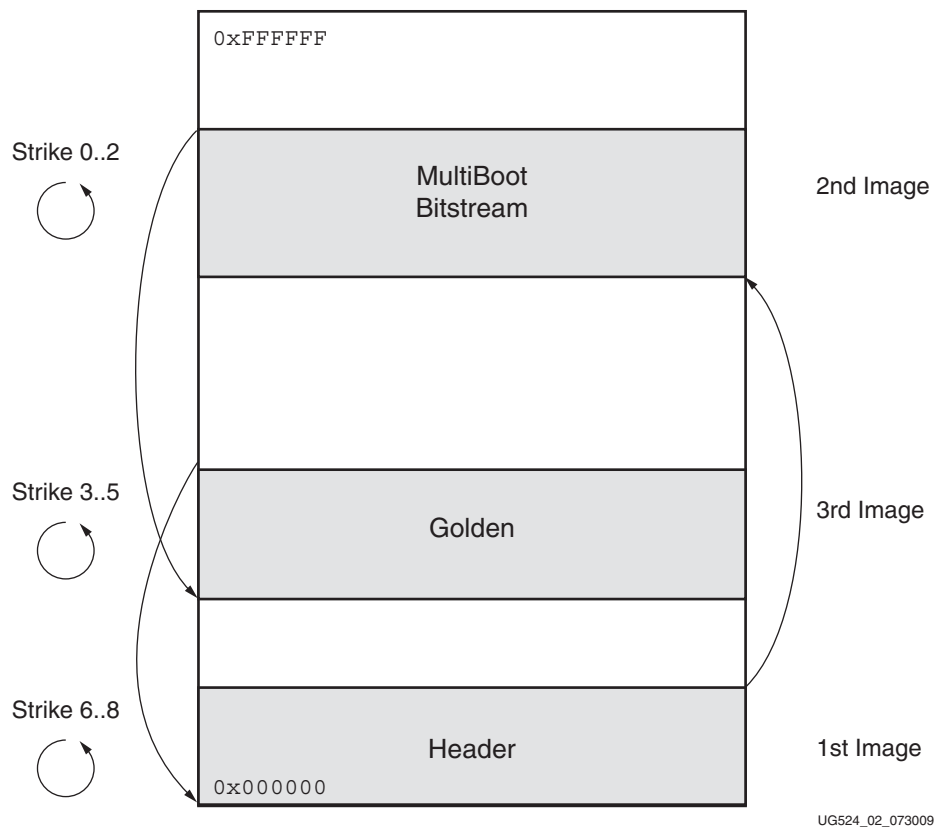 0xFFFFFF
Strike 0..2
MultiBoot
Bitstream
2nd Image
Strike 3..5
Golden
3rd Image
Strike 6..8
Header
1st Image
0x000000
UG524_02_073009